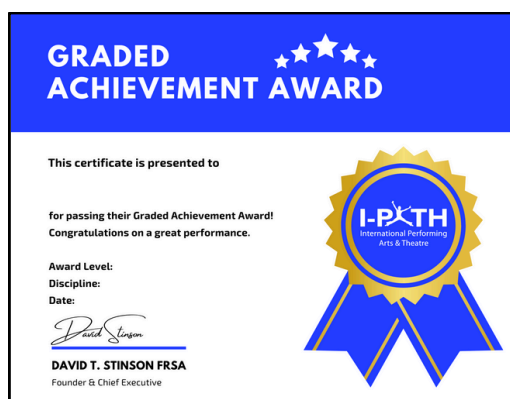 GRADED
ACHIEVEMENT AWARD
This certificate is presented to
for passing their Graded Achievement Award!
Congratulations on a great performance.
Award Level:
Discipline:
Date:
David Stinson
DAVID T. STINSON FRSA
Founder & Chief Executive
I-PATH
International Performing
Arts & Theatre